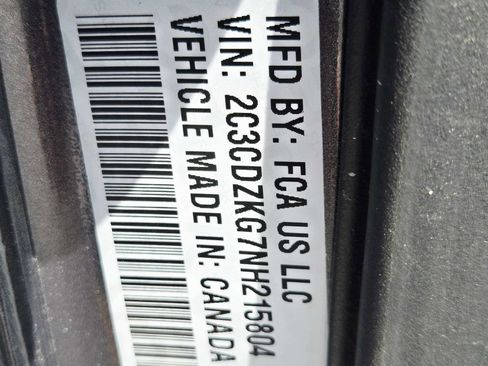 MFD BY: FCA US LLC
VIN: 2C3CDZKG7NH215804
VEHICLE MADE IN: CANADA